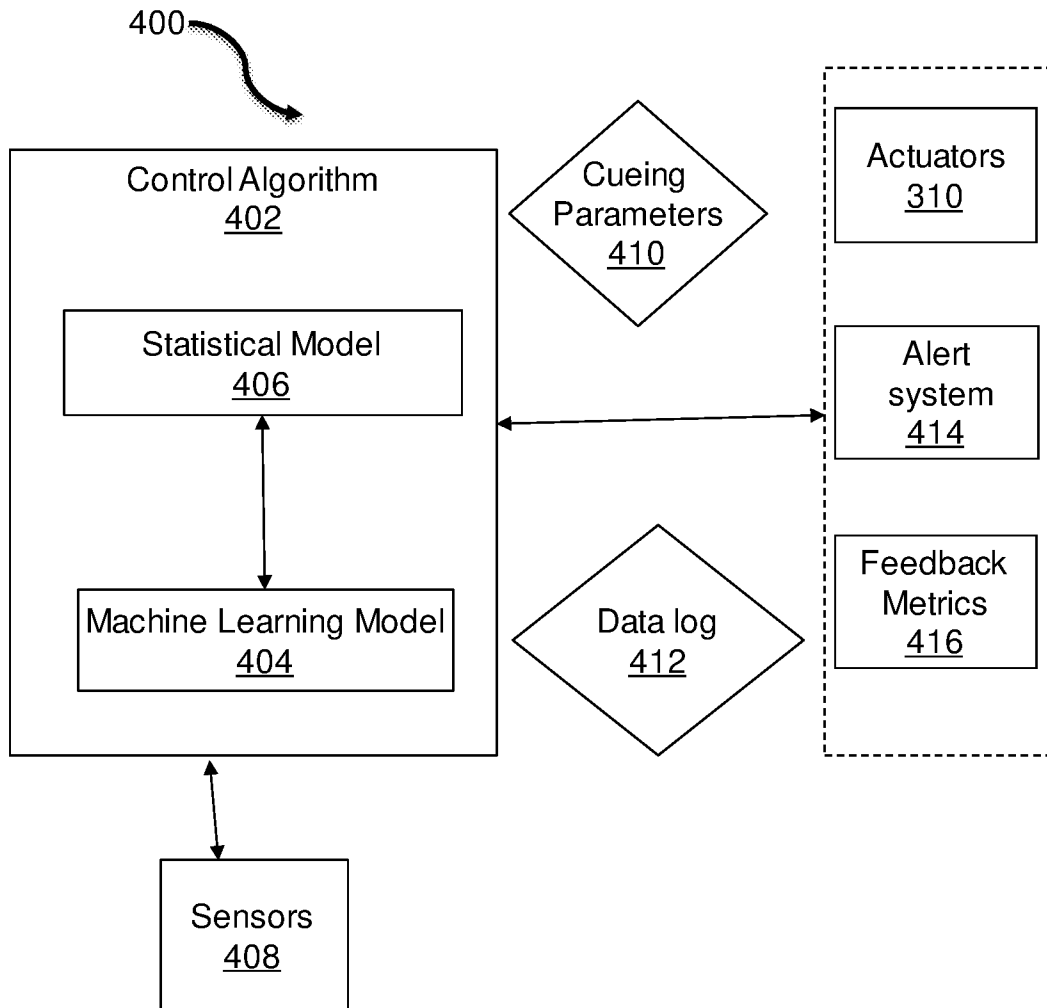 400
Control Algorithm
402
Statistical Model
406
Machine Learning Model
404
Sensors
408
Cueing
Parameters
410
Data log
412
Actuators
310
Alert
system
414
Feedback
Metrics
416